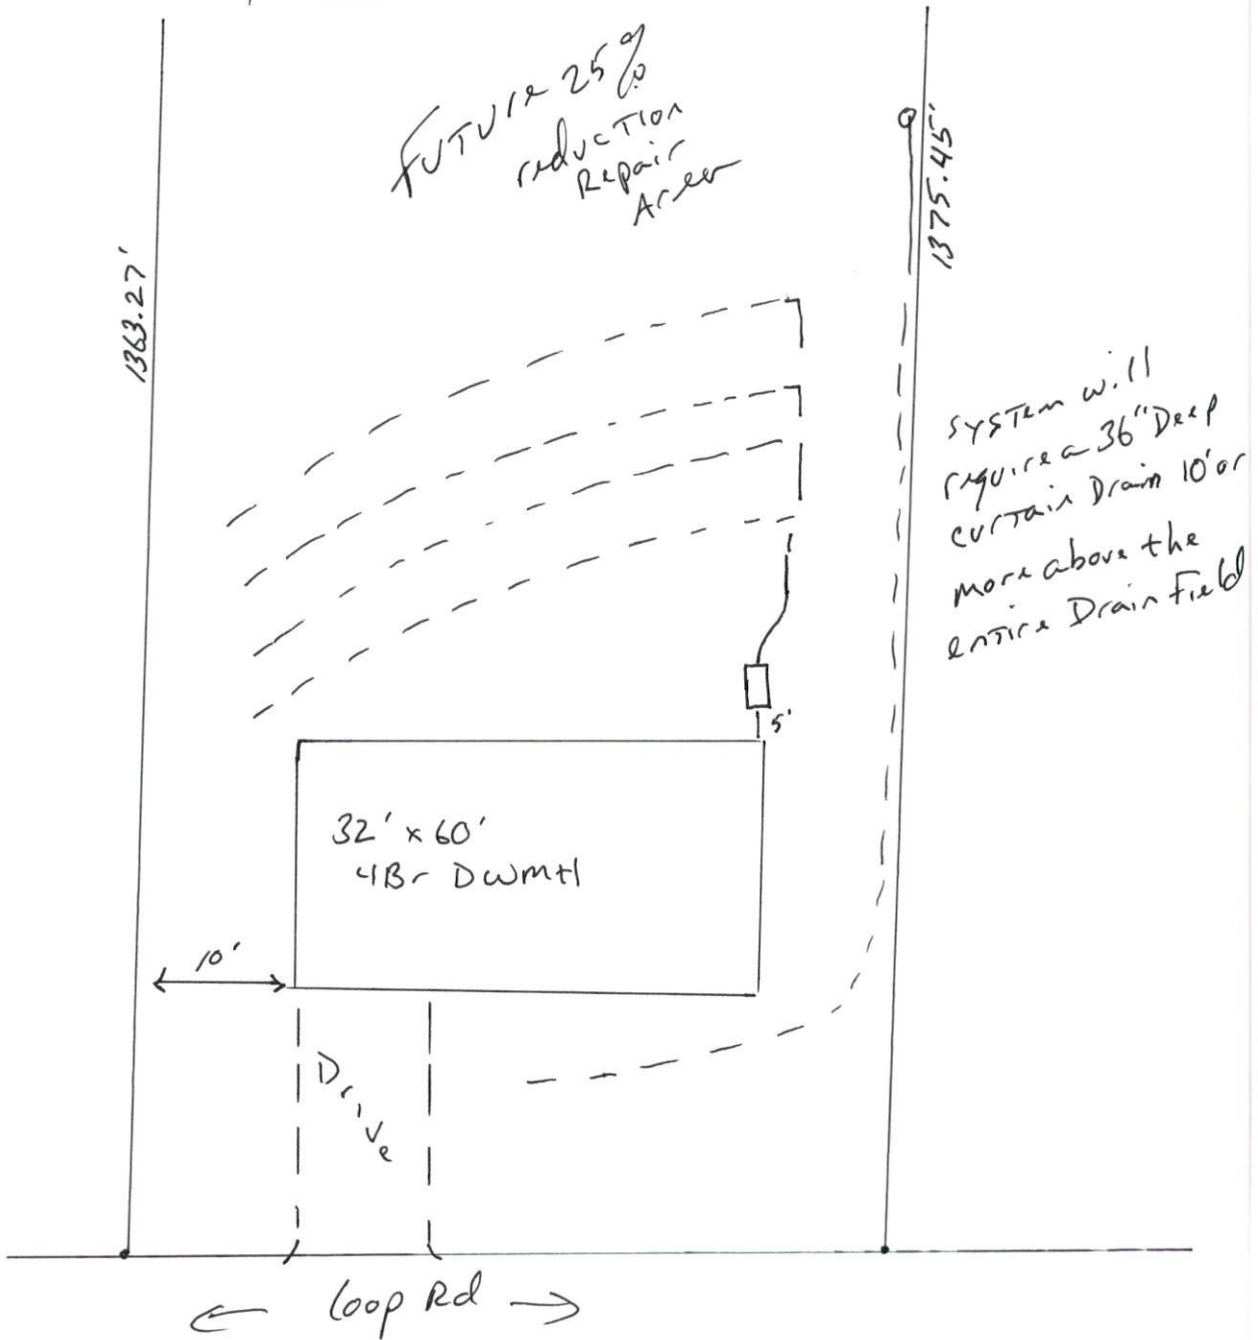 Future 25%
reduction
Repair
Area
1363.27'
1375.45'
System will
require a 36" Deep
curtain Drain 10' or
more above the
entire Drain Field
5'
32' x 60'
4Br DWMH
10'
Drive
Loop Rd